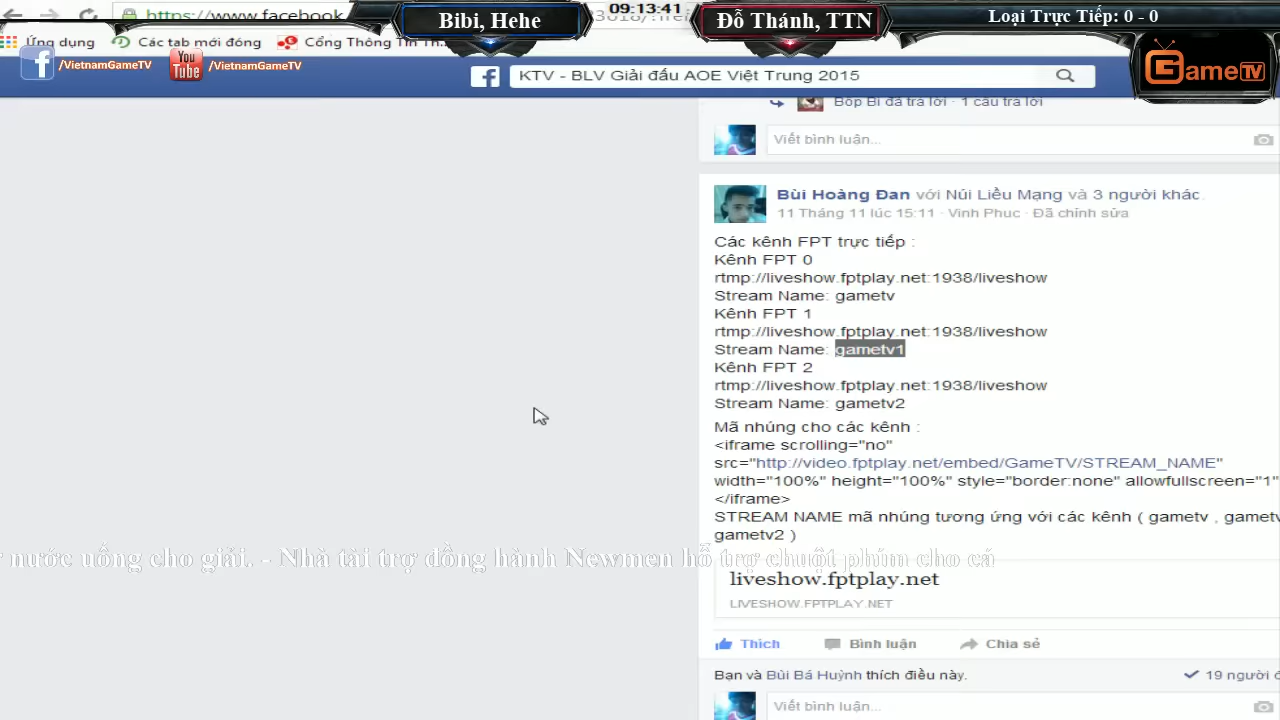 https://www.facebook.
Bibi, Hehe
09:13:41
Đỗ Thánh, TTN
Loại Trực Tiếp: 0 - 0
Ứng dụng
Các tab mới đóng
Cổng Thông Tin Th...
/VietnamGameTV
You Tube
/VietnamGameTV
KTV - BLV Giải đấu AOE Việt Trung 2015
GameTV
Bốp Bi đã trả lời · 1 câu trả lời
Viết bình luận...
Bùi Hoàng Đan với Núi Liều Mạng và 3 người khác.
11 Tháng 11 lúc 15:11 · Vinh Phuc · Đã chỉnh sửa
Các kênh FPT trực tiếp :
Kênh FPT 0
rtmp://liveshow.fptplay.net:1938/liveshow
Stream Name: gametv
Kênh FPT 1
rtmp://liveshow.fptplay.net:1938/liveshow
Stream Name: gametv1
Kênh FPT 2
rtmp://liveshow.fptplay.net:1938/liveshow
Stream Name: gametv2
Mã nhúng cho các kênh :
<iframe scrolling="no"
src="http://video.fptplay.net/embed/GameTV/STREAM_NAME"
width="100%" height="100%" style="border:none" allowfullscreen="1"
</iframe>
STREAM NAME mã nhúng tương ứng với các kênh ( gametv , gametv
gametv2 )
nước uống cho giải. - Nhà tài trợ đồng hành Newmen hỗ trợ chuột phím cho cá
liveshow.fptplay.net
LIVESHOW.FPTPLAY.NET
Thích
Bình luận
Chia sẻ
Bạn và Bùi Bá Huỳnh thích điều này.
19 người đ
Viết bình luận...